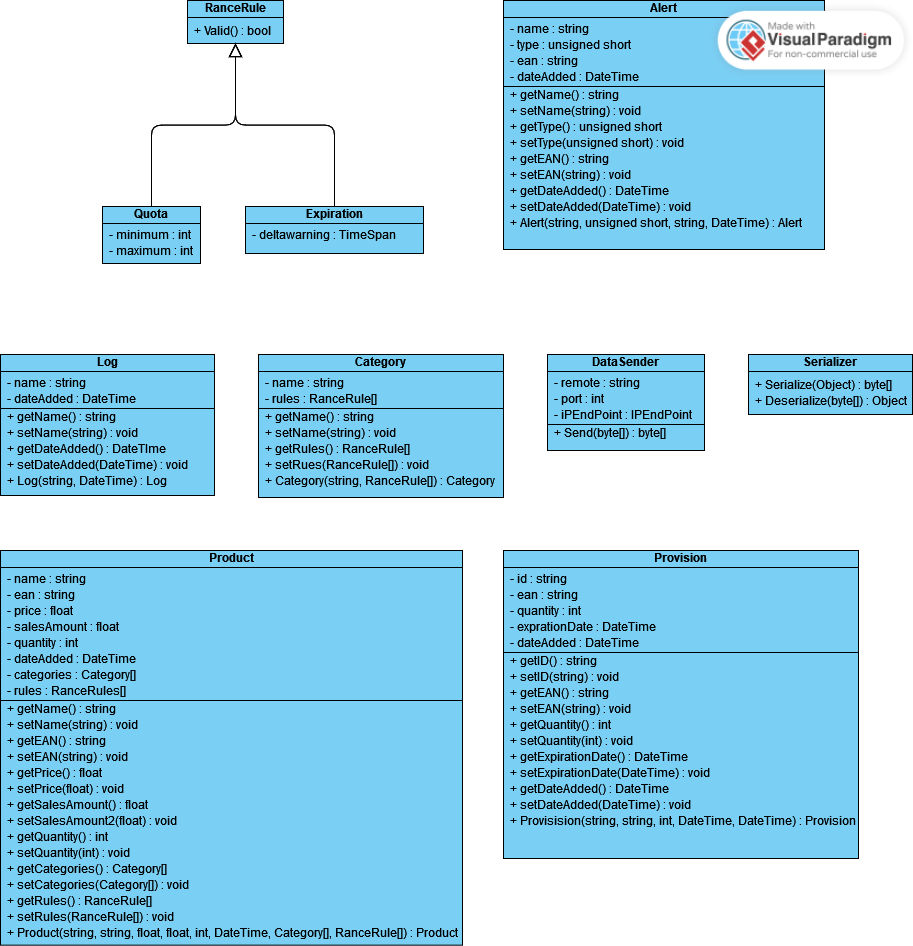 RanceRule
+ Valid() : bool
Quota
- minimum : int
- maximum : int
Expiration
- deltawarning : TimeSpan
Alert
- name : string
- type : unsigned short
- ean : string
- dateAdded : DateTime
+ getName() : string
+ setName(string) : void
+ getType() : unsigned short
+ setType(unsigned short) : void
+ getEAN() : string
+ setEAN(string) : void
+ getDateAdded() : DateTime
+ setDateAdded(DateTime) : void
+ Alert(string, unsigned short, string, DateTime) : Alert
Made with
Visual Paradigm
For non-commercial use
Log
- name : string
- dateAdded : DateTime
+ getName() : string
+ setName(string) : void
+ getDateAdded() : DateTIme
+ setDateAdded(DateTime) : void
+ Log(string, DateTime) : Log
Category
- name : string
- rules : RanceRule[]
+ getName() : string
+ setName(string) : void
+ getRules() : RanceRule[]
+ setRues(RanceRule[]) : void
+ Category(string, RanceRule[]) : Category
DataSender
- remote : string
- port : int
- iPEndPoint : IPEndPoint
+ Send(byte[]) : byte[]
Serializer
+ Serialize(Object) : byte[]
+ Deserialize(byte[]) : Object
Product
- name : string
- ean : string
- price : float
- salesAmount : float
- quantity : int
- dateAdded : DateTime
- categories : Category[]
- rules : RanceRules[]
+ getName() : string
+ setName(string) : void
+ getEAN() : string
+ setEAN(string) : void
+ getPrice() : float
+ setPrice(float) : void
+ getSalesAmount() : float
+ setSalesAmount2(float) : void
+ getQuantity() : int
+ setQuantity(int) : void
+ getCategories() : Category[]
+ setCategories(Category[]) : void
+ getRules() : RanceRule[]
+ setRules(RanceRule[]) : void
+ Product(string, string, float, float, int, DateTime, Category[], RanceRule[]) : Product
Provision
- id : string
- ean : string
- quantity : int
- exprationDate : DateTime
- dateAdded : DateTime
+ getID() : string
+ setID(string) : void
+ getEAN() : string
+ setEAN(string) : void
+ getQuantity() : int
+ setQuantity(int) : void
+ getExpirationDate() : DateTime
+ setExpirationDate(DateTime) : void
+ getDateAdded() : DateTime
+ setDateAdded(DateTime) : void
+ Provisision(string, string, int, DateTime, DateTime) : Provision